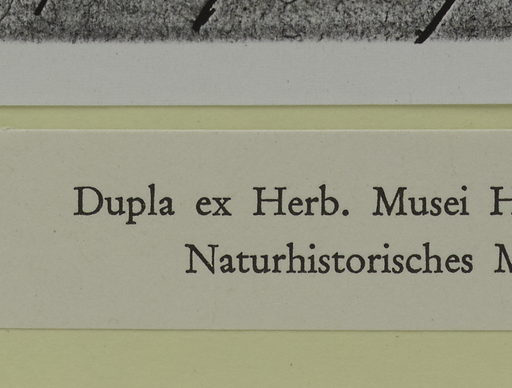 Dupla ex Herb. Musei H
Naturhistorisches M